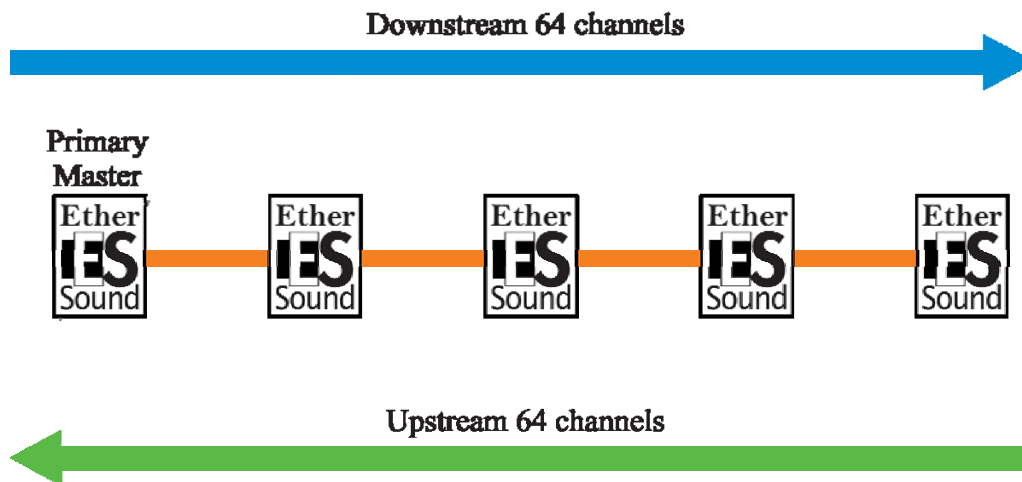 Downstream 64 channels
Primary
Master
Ether
ES
Sound
Ether
ES
Sound
Ether
ES
Sound
Ether
ES
Sound
Ether
ES
Sound
Upstream 64 channels